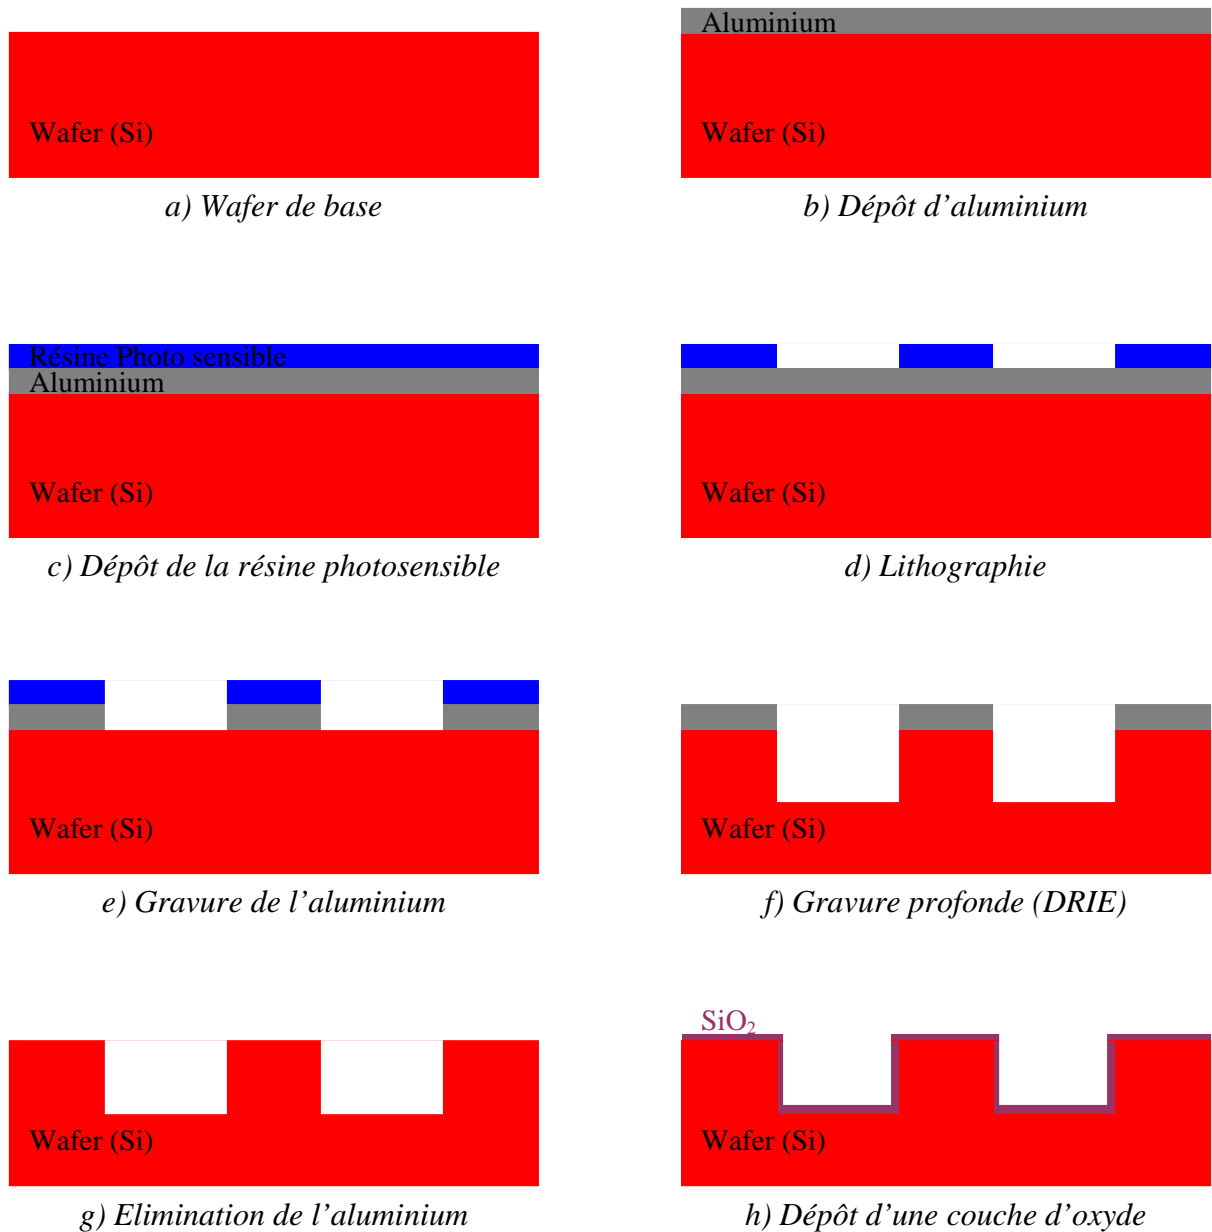 Wafer (Si)
a) Wafer de base
Aluminium
Wafer (Si)
b) Dépôt d’aluminium
Résine Photo sensible
Aluminium
Wafer (Si)
c) Dépôt de la résine photosensible
Wafer (Si)
d) Lithographie
Wafer (Si)
e) Gravure de l’aluminium
Wafer (Si)
f) Gravure profonde (DRIE)
Wafer (Si)
g) Elimination de l’aluminium
SiO₂
Wafer (Si)
h) Dépôt d’une couche d’oxyde